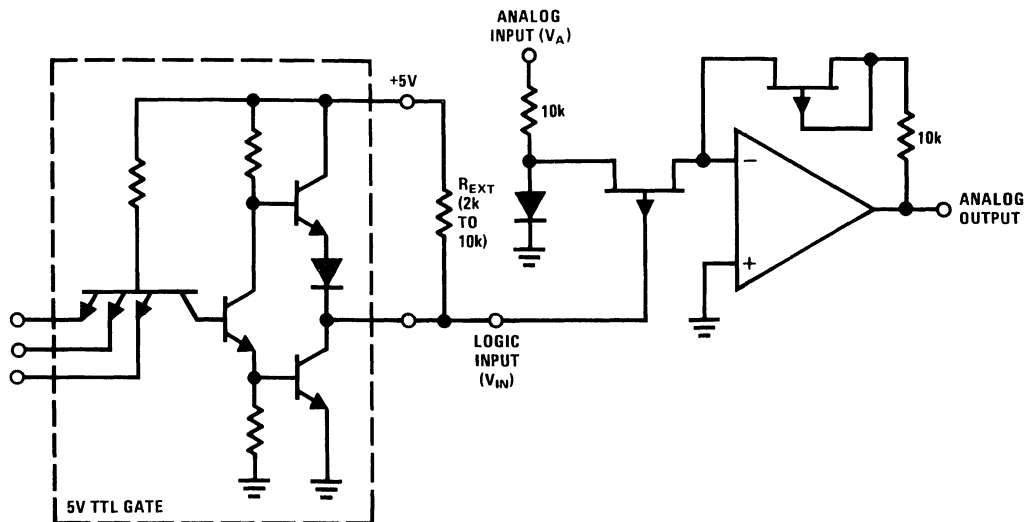 ANALOG
INPUT (VA)
+5V
10k
REXT
(2k
TO
10k)
10k
−
+
ANALOG
OUTPUT
LOGIC
INPUT
(VIN)
5V TTL GATE